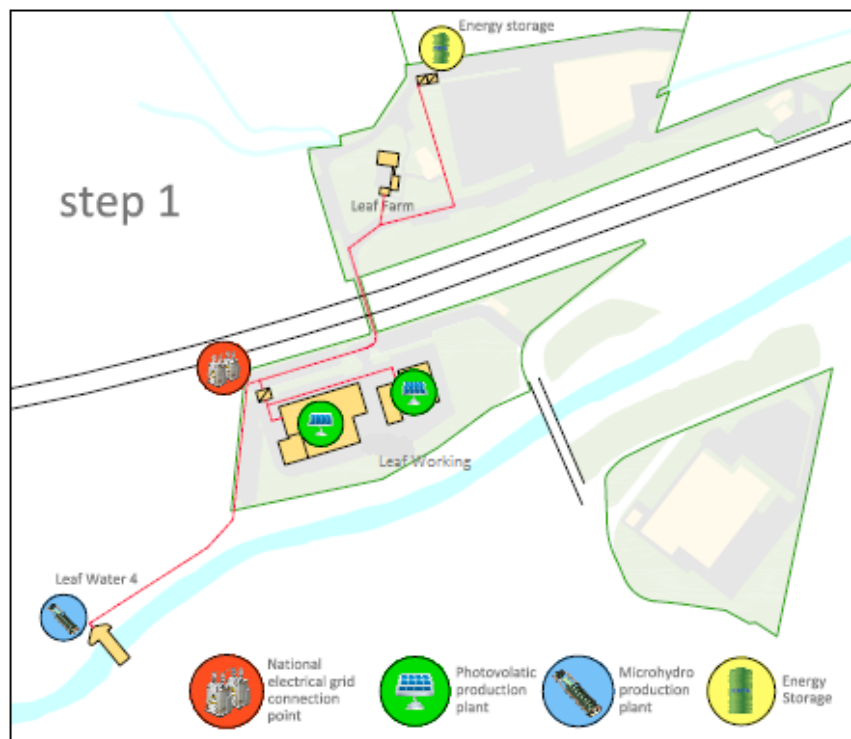 Energy storage
step 1
Leaf Farm
Leaf Working
Leaf Water 4
National
electrical grid
connection
point
Photovolatic
production
plant
Microhydro
production
plant
Energy
Storage